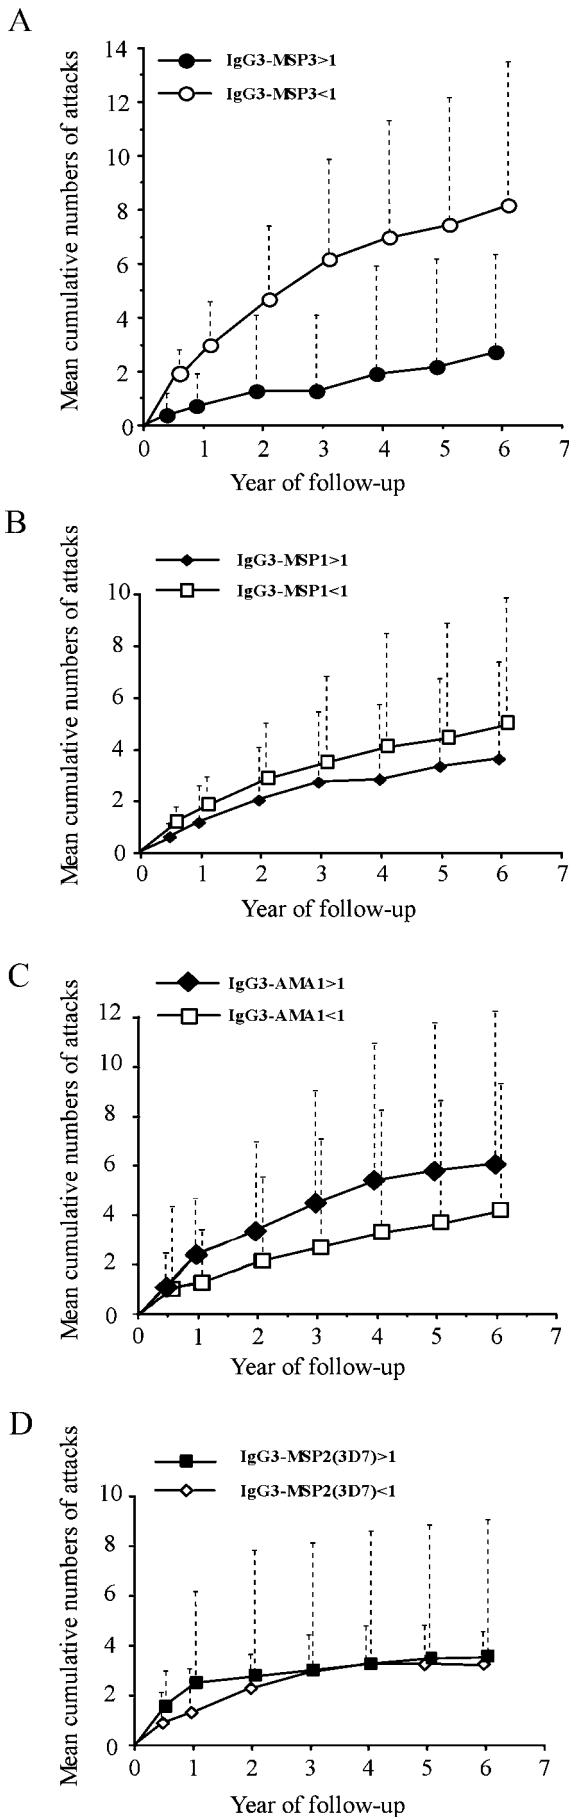 A
IgG3-MSP3>1
IgG3-MSP3<1
Mean cumulative numbers of attacks
14
12
10
8
6
4
2
0
0 1 2 3 4 5 6 7
Year of follow-up
B
IgG3-MSP1>1
IgG3-MSP1<1
Mean cumulative numbers of attacks
10
8
6
4
2
0
0 1 2 3 4 5 6 7
Year of follow-up
C
IgG3-AMA1>1
IgG3-AMA1<1
Mean cumulative numbers of attacks
12
10
8
6
4
2
0
0 1 2 3 4 5 6 7
Year of follow-up
D
IgG3-MSP2(3D7)>1
IgG3-MSP2(3D7)<1
Mean cumulative numbers of attacks
10
8
6
4
2
0
0 1 2 3 4 5 6 7
Year of follow-up